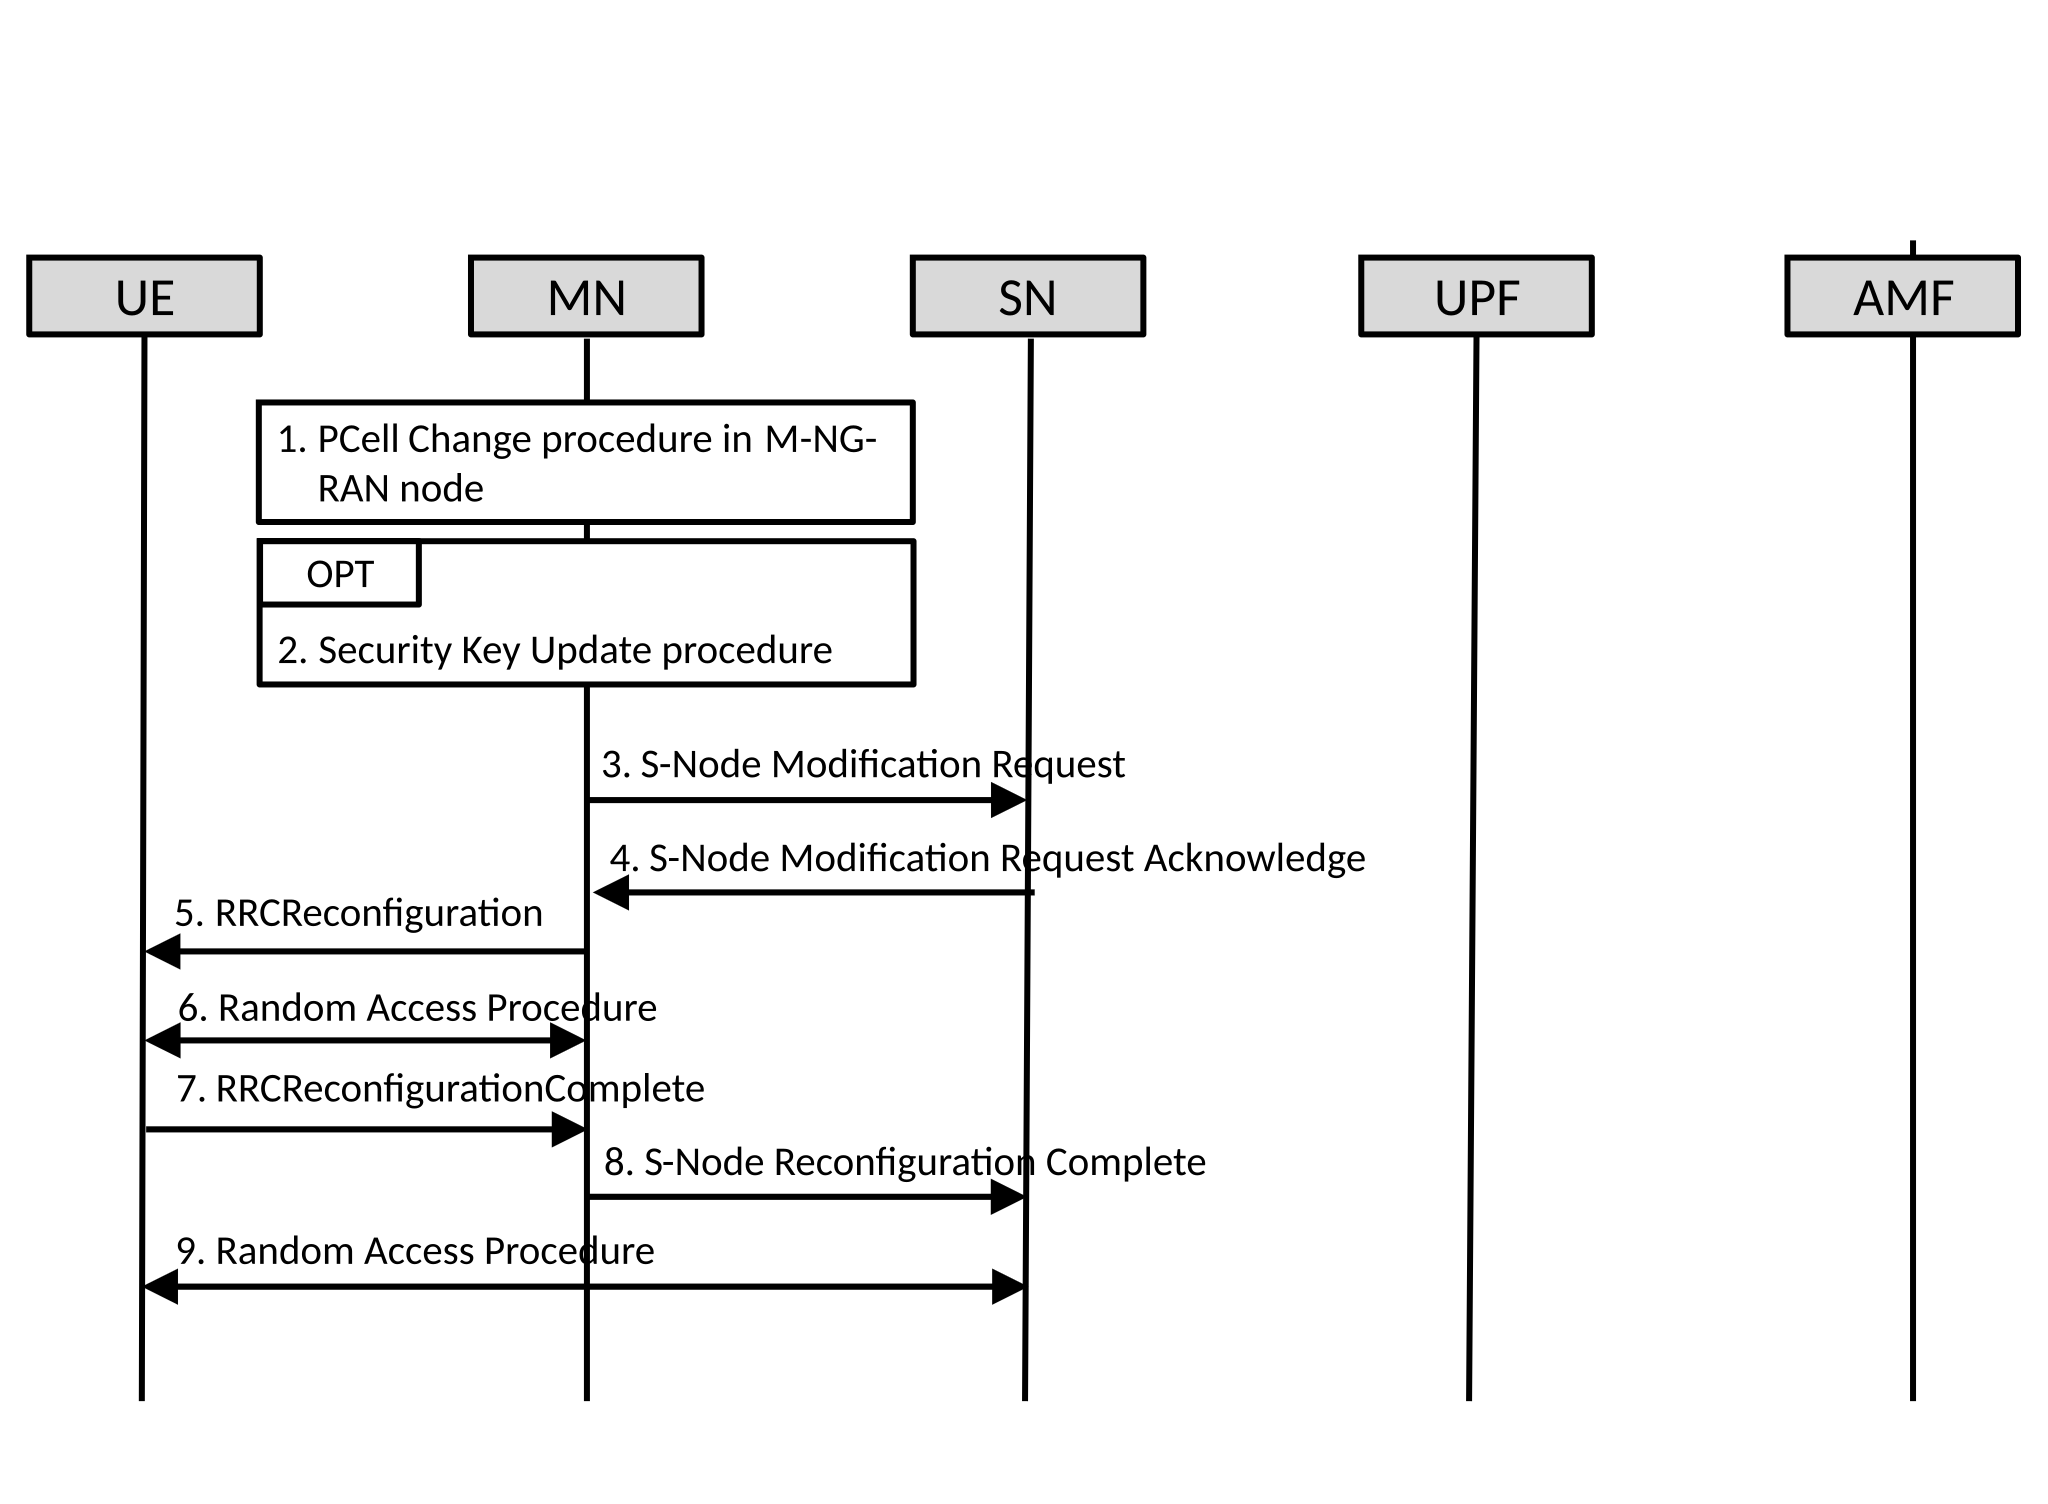 UE
MN
SN
UPF
AMF
1. PCell Change procedure in M-NG-
RAN node
OPT
2. Security Key Update procedure
3. S-Node Modification Request
4. S-Node Modification Request Acknowledge
5. RRCReconfiguration
6. Random Access Procedure
7. RRCReconfigurationComplete
8. S-Node Reconfiguration Complete
9. Random Access Procedure